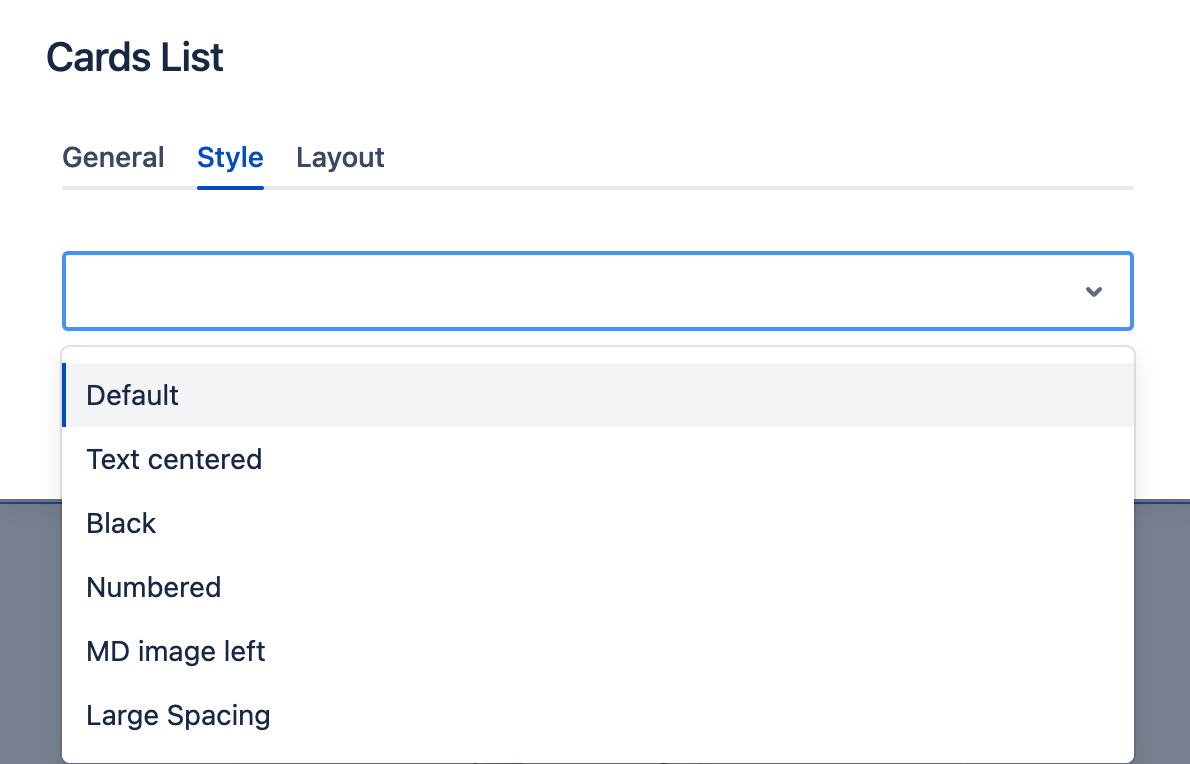 Cards List
General Style Layout
Default
Text centered
Black
Numbered
MD image left
Large Spacing